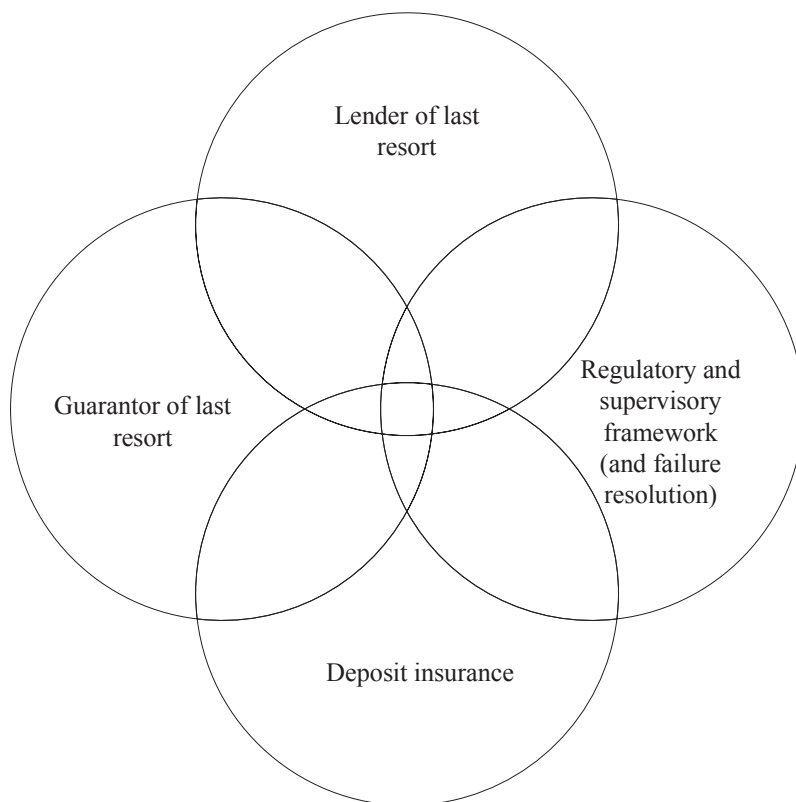 Lender of last
resort
Guarantor of last
resort
Regulatory and
supervisory
framework
(and failure
resolution)
Deposit insurance